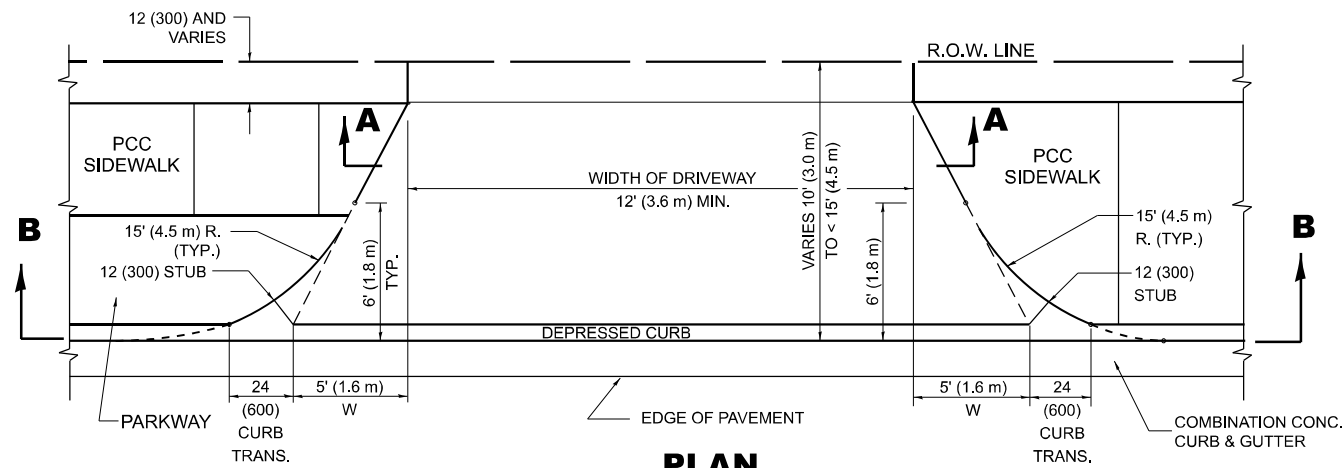 12 (300) AND
VARIES
R.O.W. LINE
A
A
PCC
SIDEWALK
PCC
SIDEWALK
WIDTH OF DRIVEWAY
12' (3.6 m) MIN.
VARIES 10' (3.0 m)
TO < 15' (4.5 m)
B
B
15' (4.5 m) R.
(TYP.)
12 (300) STUB
6' (1.8 m)
TYP.
6' (1.8 m)
15' (4.5 m)
R. (TYP.)
12 (300)
STUB
DEPRESSED CURB
24
(600)
CURB
TRANS.
5' (1.6 m)
W
5' (1.6 m)
W
24
(600)
CURB
TRANS.
PARKWAY
EDGE OF PAVEMENT
COMBINATION CONC.
CURB & GUTTER
PLAN